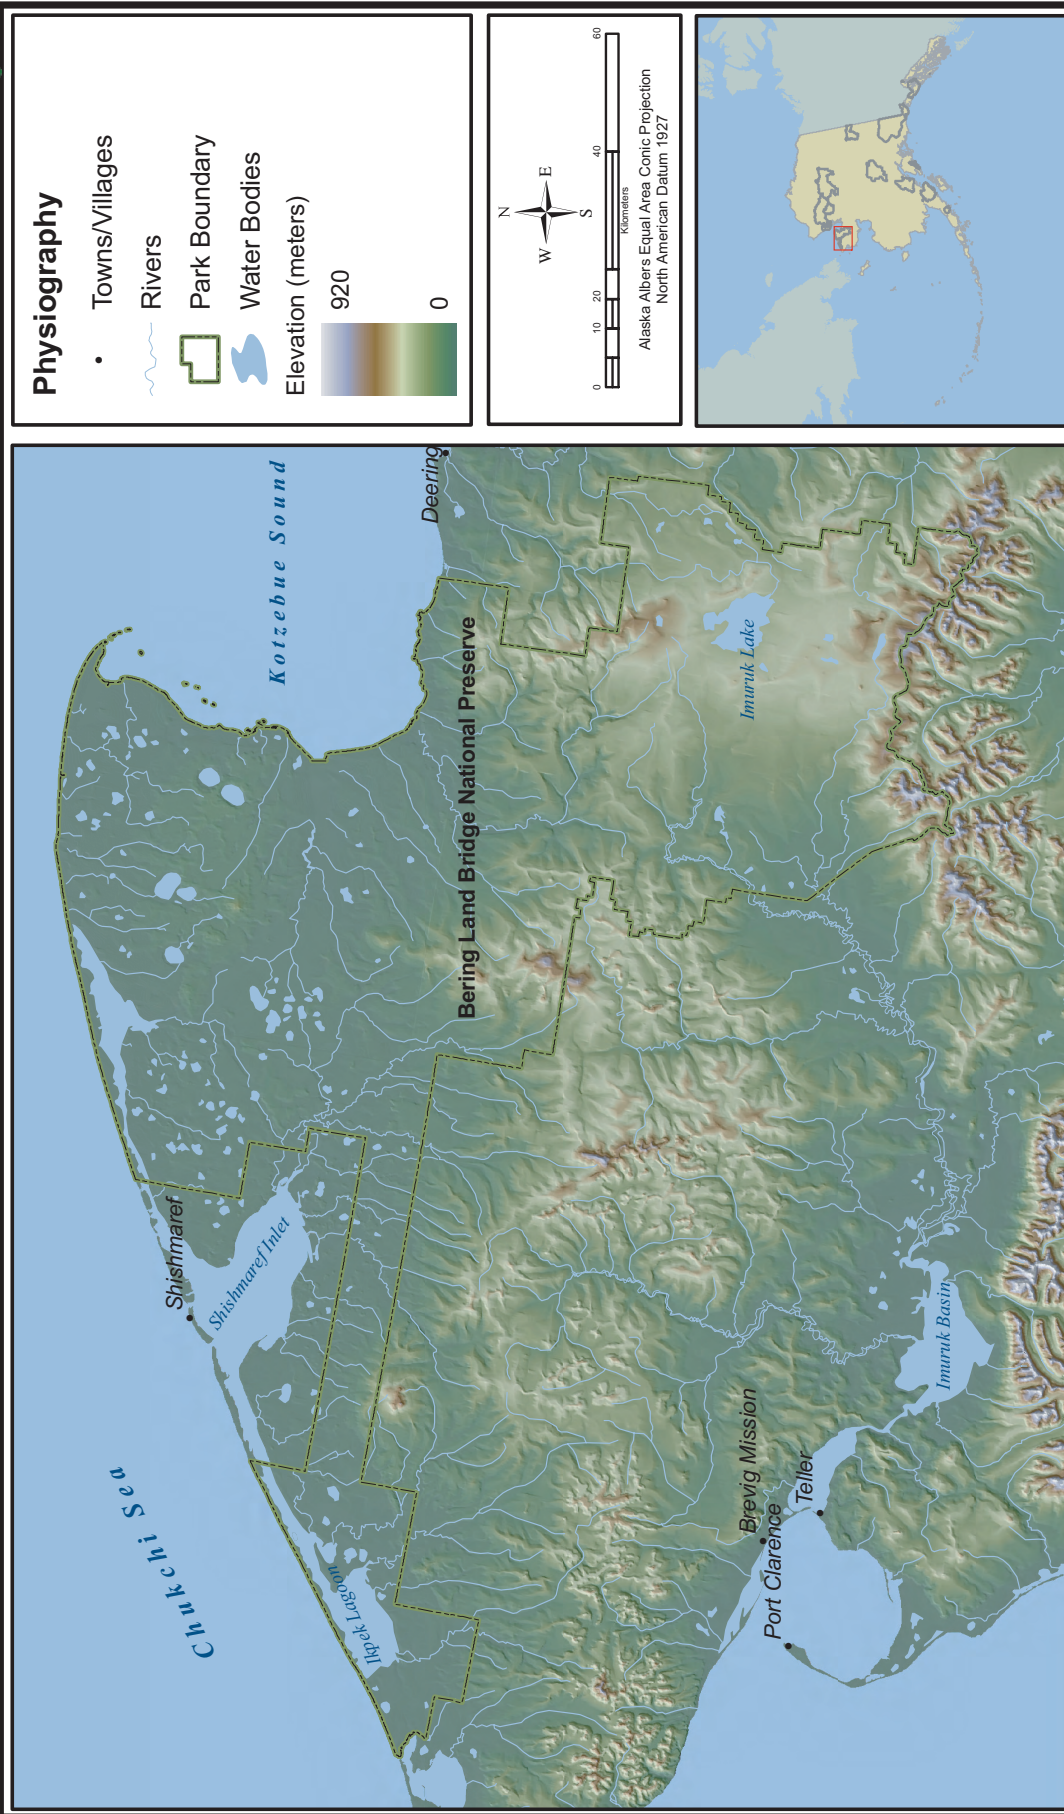 Physiography
Towns/Villages
Rivers
Park Boundary
Water Bodies
Elevation (meters)
920
0
N
W
E
S
0
10
20
40
60
Kilometers
Alaska Albers Equal Area Conic Projection
North American Datum 1927
Chukchi Sea
Kotzebue Sound
Deering
Shishmaref
Shishmaref Inlet
Ikpek Lagoon
Bering Land Bridge National Preserve
Imuruk Lake
Brevig Mission
Port Clarence
Teller
Imuruk Basin